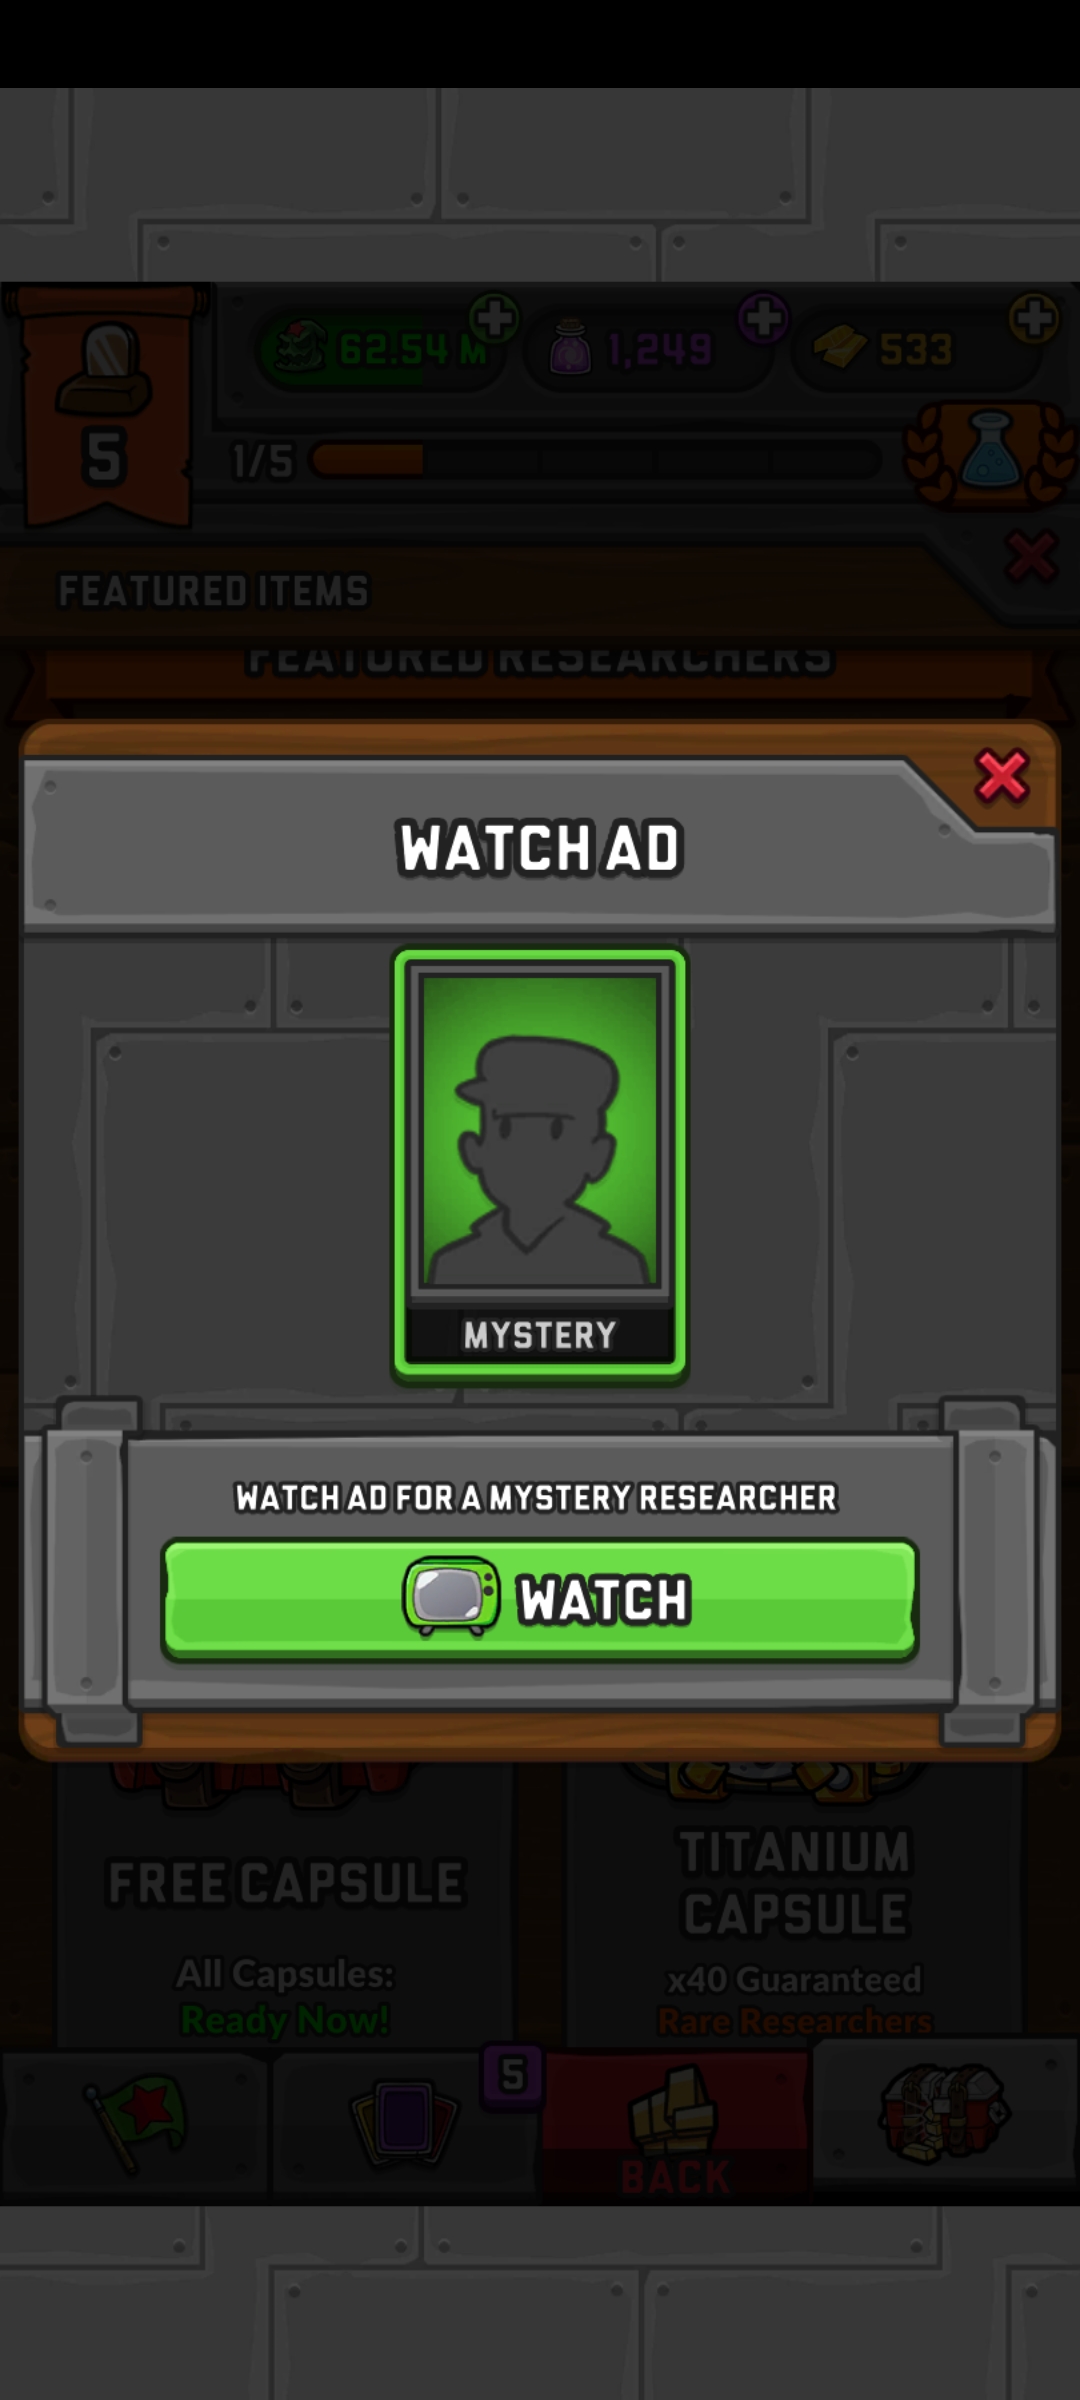 62.54 M
1,249
533
5
1/5
FEATURED ITEMS
FEATURED RESEARCHERS
WATCH AD
MYSTERY
WATCH AD FOR A MYSTERY RESEARCHER
WATCH
FREE CAPSULE
All Capsules:
Ready Now!
TITANIUM
CAPSULE
x40 Guaranteed
Rare Researchers
5
BACK